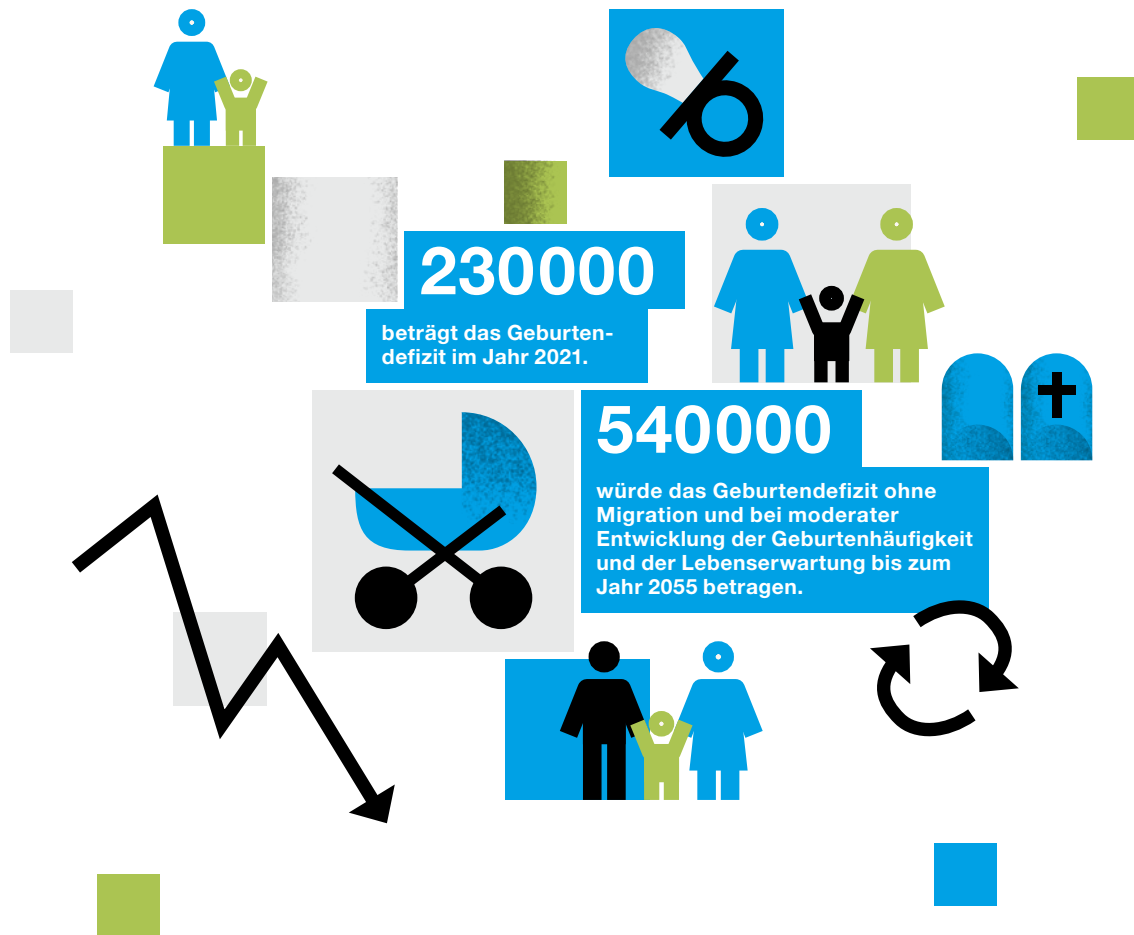 230000
beträgt das Geburten-
defizit im Jahr 2021.
540000
würde das Geburtendefizit ohne
Migration und bei moderater
Entwicklung der Geburtenhäufigkeit
und der Lebenserwartung bis zum
Jahr 2055 betragen.